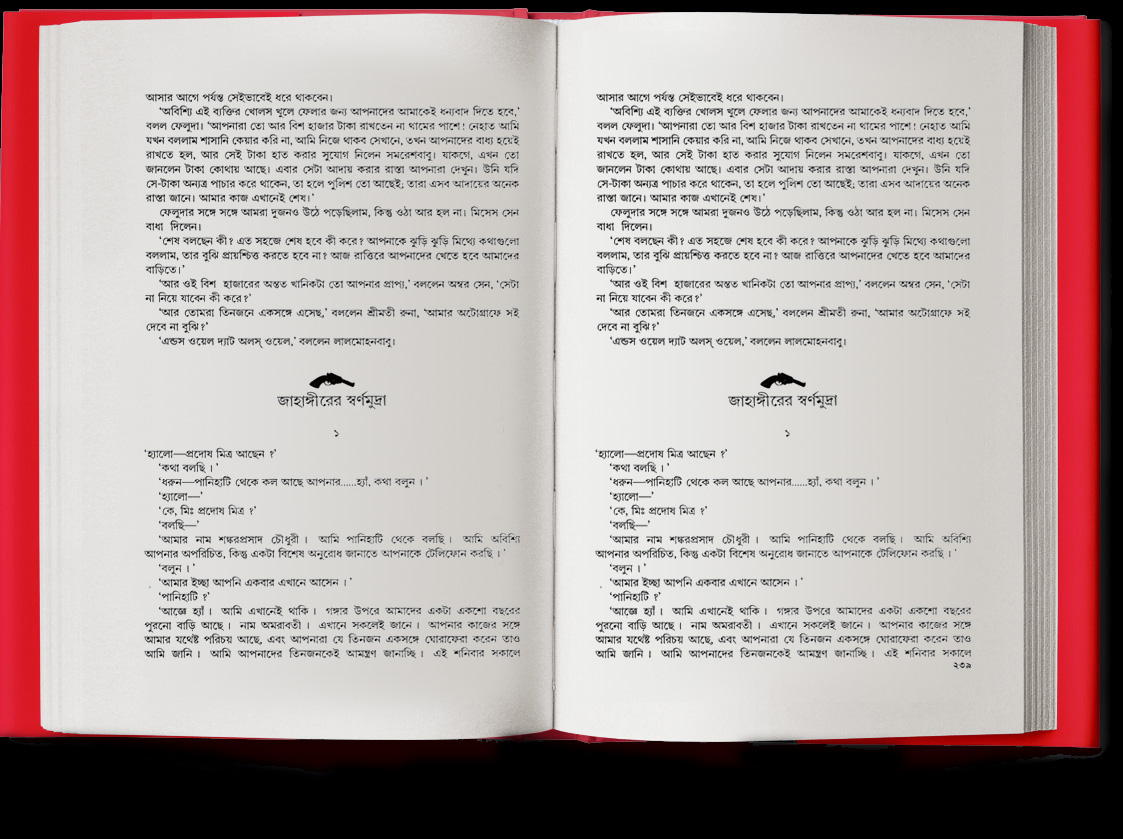 আসার আগে পর্যন্ত সেইভাবেই ধরে থাকবেন।
‘অবিশ্যি এই ব্যক্তির খোলস খুলে ফেলার জন্য আপনাদের আমাকেই ধন্যবাদ দিতে হবে,’
বলল ফেলুদা। ‘আপনারা তো আর বিশ হাজার টাকা রাখতেন না থামের পাশে! নেহাত আমি
যখন বললাম শাসানি কেয়ার করি না, আমি নিজে থাকব সেখানে, তখন আপনাদের বাধ্য হয়েই
রাখতে হল, আর সেই টাকা হাত করার সুযোগ নিলেন সমরেশবাবু। যাকগে, এখন তো
জানলেন টাকা কোথায় আছে। এবার সেটা আদায় করার রাস্তা আপনারা দেখুন। উনি যদি
সে-টাকা অন্যত্র পাচার করে থাকেন, তা হলে পুলিশ তো আছেই; তারা এসব আদায়ের অনেক
রাস্তা জানে। আমার কাজ এখানেই শেষ।’
ফেলুদার সঙ্গে সঙ্গে আমরা দুজনও উঠে পড়েছিলাম, কিন্তু ওঠা আর হল না। মিসেস সেন
বাধা দিলেন।
‘শেষ বলছেন কী? এত সহজে শেষ হবে কী করে? আপনাকে ঝুড়ি ঝুড়ি মিথ্যে কথাগুলো
বললাম, তার বুঝি প্রায়শ্চিত্ত করতে হবে না? আজ রাত্তিরে আপনাদের খেতে হবে আমাদের
বাড়িতে।’
‘আর ওই বিশ হাজারের অন্তত খানিকটা তো আপনার প্রাপ্য,’ বললেন অম্বর সেন, ‘সেটা
না নিয়ে যাবেন কী করে?’
‘আর তোমরা তিনজনে একসঙ্গে এসেছ,’ বললেন শ্রীমতী রুনা, ‘আমার অটোগ্রাফে সই
দেবে না বুঝি?’
‘এন্ডস ওয়েল দ্যাট অলস্ ওয়েল,’ বললেন লালমোহনবাবু।
জাহাঙ্গীরের স্বর্ণমুদ্রা
১
‘হ্যালো—প্রদোষ মিত্র আছেন ?’
‘কথা বলছি । ’
‘ধরুন—পানিহাটি থেকে কল আছে আপনার......হ্যাঁ, কথা বলুন । ’
‘হ্যালো—’
‘কে, মিঃ প্রদোষ মিত্র ?’
‘বলছি—’
‘আমার নাম শঙ্করপ্রসাদ চৌধুরী । আমি পানিহাটি থেকে বলছি । আমি অবিশ্যি
আপনার অপরিচিত, কিন্তু একটা বিশেষ অনুরোধ জানাতে আপনাকে টেলিফোন করছি । ’
‘বলুন । ’
‘আমার ইচ্ছা আপনি একবার এখানে আসেন । ’
‘পানিহাটি ?’
‘আজ্ঞে হ্যাঁ । আমি এখানেই থাকি । গঙ্গার উপরে আমাদের একটা একশো বছরের
পুরনো বাড়ি আছে । নাম অমরাবতী । এখানে সকলেই জানে । আপনার কাজের সঙ্গে
আমার যথেষ্ট পরিচয় আছে, এবং আপনারা যে তিনজন একসঙ্গে ঘোরাফেরা করেন তাও
আমি জানি । আমি আপনাদের তিনজনকেই আমন্ত্রণ জানাচ্ছি । এই শনিবার সকালে
আসার আগে পর্যন্ত সেইভাবেই ধরে থাকবেন।
‘অবিশ্যি এই ব্যক্তির খোলস খুলে ফেলার জন্য আপনাদের আমাকেই ধন্যবাদ দিতে হবে,’
বলল ফেলুদা। ‘আপনারা তো আর বিশ হাজার টাকা রাখতেন না থামের পাশে! নেহাত আমি
যখন বললাম শাসানি কেয়ার করি না, আমি নিজে থাকব সেখানে, তখন আপনাদের বাধ্য হয়েই
রাখতে হল, আর সেই টাকা হাত করার সুযোগ নিলেন সমরেশবাবু। যাকগে, এখন তো
জানলেন টাকা কোথায় আছে। এবার সেটা আদায় করার রাস্তা আপনারা দেখুন। উনি যদি
সে-টাকা অন্যত্র পাচার করে থাকেন, তা হলে পুলিশ তো আছেই; তারা এসব আদায়ের অনেক
রাস্তা জানে। আমার কাজ এখানেই শেষ।’
ফেলুদার সঙ্গে সঙ্গে আমরা দুজনও উঠে পড়েছিলাম, কিন্তু ওঠা আর হল না। মিসেস সেন
বাধা দিলেন।
‘শেষ বলছেন কী? এত সহজে শেষ হবে কী করে? আপনাকে ঝুড়ি ঝুড়ি মিথ্যে কথাগুলো
বললাম, তার বুঝি প্রায়শ্চিত্ত করতে হবে না? আজ রাত্তিরে আপনাদের খেতে হবে আমাদের
বাড়িতে।’
‘আর ওই বিশ হাজারের অন্তত খানিকটা তো আপনার প্রাপ্য,’ বললেন অম্বর সেন, ‘সেটা
না নিয়ে যাবেন কী করে?’
‘আর তোমরা তিনজনে একসঙ্গে এসেছ,’ বললেন শ্রীমতী রুনা, ‘আমার অটোগ্রাফে সই
দেবে না বুঝি?’
‘এন্ডস ওয়েল দ্যাট অলস্ ওয়েল,’ বললেন লালমোহনবাবু।
জাহাঙ্গীরের স্বর্ণমুদ্রা
১
‘হ্যালো—প্রদোষ মিত্র আছেন ?’
‘কথা বলছি । ’
‘ধরুন—পানিহাটি থেকে কল আছে আপনার......হ্যাঁ, কথা বলুন । ’
‘হ্যালো—’
‘কে, মিঃ প্রদোষ মিত্র ?’
‘বলছি—’
‘আমার নাম শঙ্করপ্রসাদ চৌধুরী । আমি পানিহাটি থেকে বলছি । আমি অবিশ্যি
আপনার অপরিচিত, কিন্তু একটা বিশেষ অনুরোধ জানাতে আপনাকে টেলিফোন করছি । ’
‘বলুন । ’
‘আমার ইচ্ছা আপনি একবার এখানে আসেন । ’
‘পানিহাটি ?’
‘আজ্ঞে হ্যাঁ । আমি এখানেই থাকি । গঙ্গার উপরে আমাদের একটা একশো বছরের
পুরনো বাড়ি আছে । নাম অমরাবতী । এখানে সকলেই জানে । আপনার কাজের সঙ্গে
আমার যথেষ্ট পরিচয় আছে, এবং আপনারা যে তিনজন একসঙ্গে ঘোরাফেরা করেন তাও
আমি জানি । আমি আপনাদের তিনজনকেই আমন্ত্রণ জানাচ্ছি । এই শনিবার সকালে
২৩৯